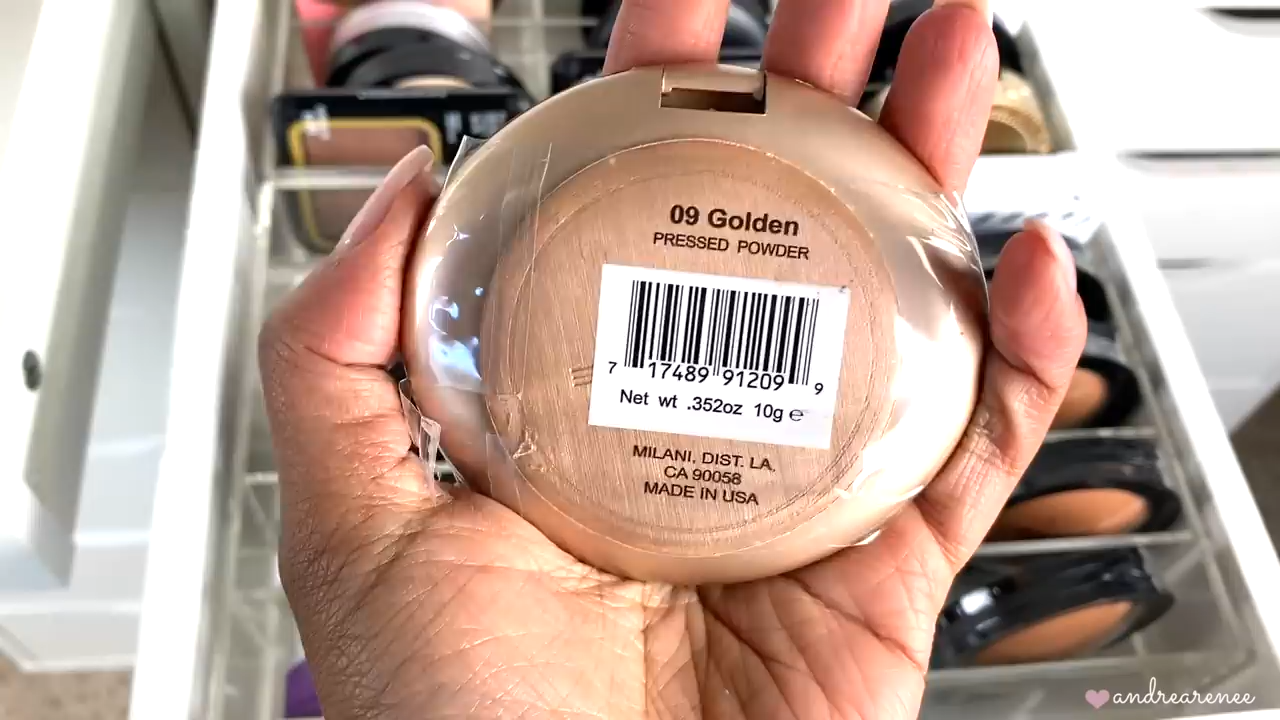 09 Golden
PRESSED POWDER
7 17489 91209 9
Net wt .352oz 10g ℮
MILANI. DIST. LA,
CA 90058
MADE IN USA
andrearenee